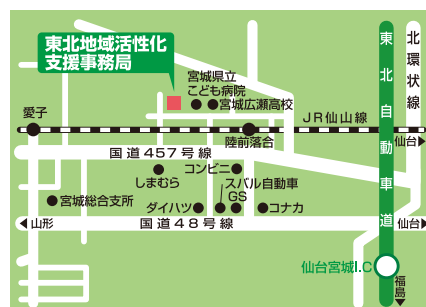 東北地域活性化
支援事務局
宮城県立
こども病院
宮城広瀬高校
愛子
陸前落合
JR仙山線
仙台
北環状線
東北自動車道
国道457号線
しまむら
コンビニ
スバル自動車
GS
宮城総合支所
ダイハツ
コナカ
山形
国道48号線
仙台
仙台宮城I.C
福島